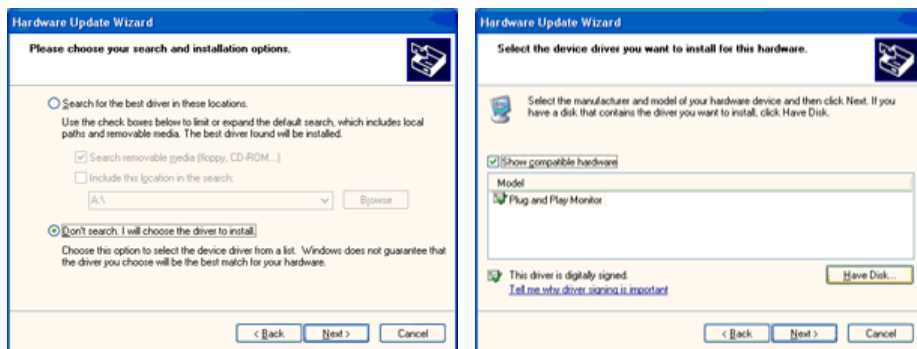 Hardware Update Wizard
Please choose your search and installation options.
Search for the best driver in these locations.
Use the check boxes below to limit or expand the default search, which includes local
paths and removable media. The best driver found will be installed.
Search removable media (floppy, CD-ROM...)
Include this location in the search:
A:\
Browse
Don't search. I will choose the driver to install.
Choose this option to select the device driver from a list. Windows does not guarantee that
the driver you choose will be the best match for your hardware.
< Back
Next >
Cancel
Hardware Update Wizard
Select the device driver you want to install for this hardware.
Select the manufacturer and model of your hardware device and then click Next. If you
have a disk that contains the driver you want to install, click Have Disk.
Show compatible hardware
Model
Plug and Play Monitor
This driver is digitally signed.
Tell me why driver signing is important
Have Disk...
< Back
Next >
Cancel